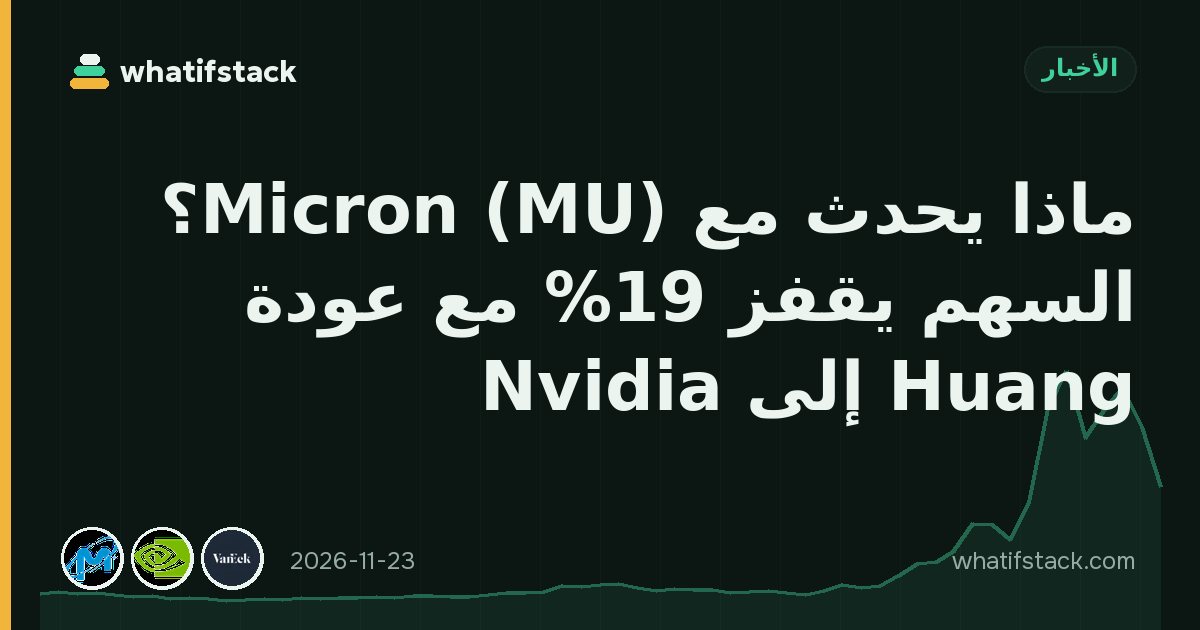 whatifstack
الأخبار
ماذا يحدث مع Micron (MU)؟
السهم يقفز 19% مع عودة
Huang إلى Nvidia
VanEck
2026-11-23
whatifstack.com